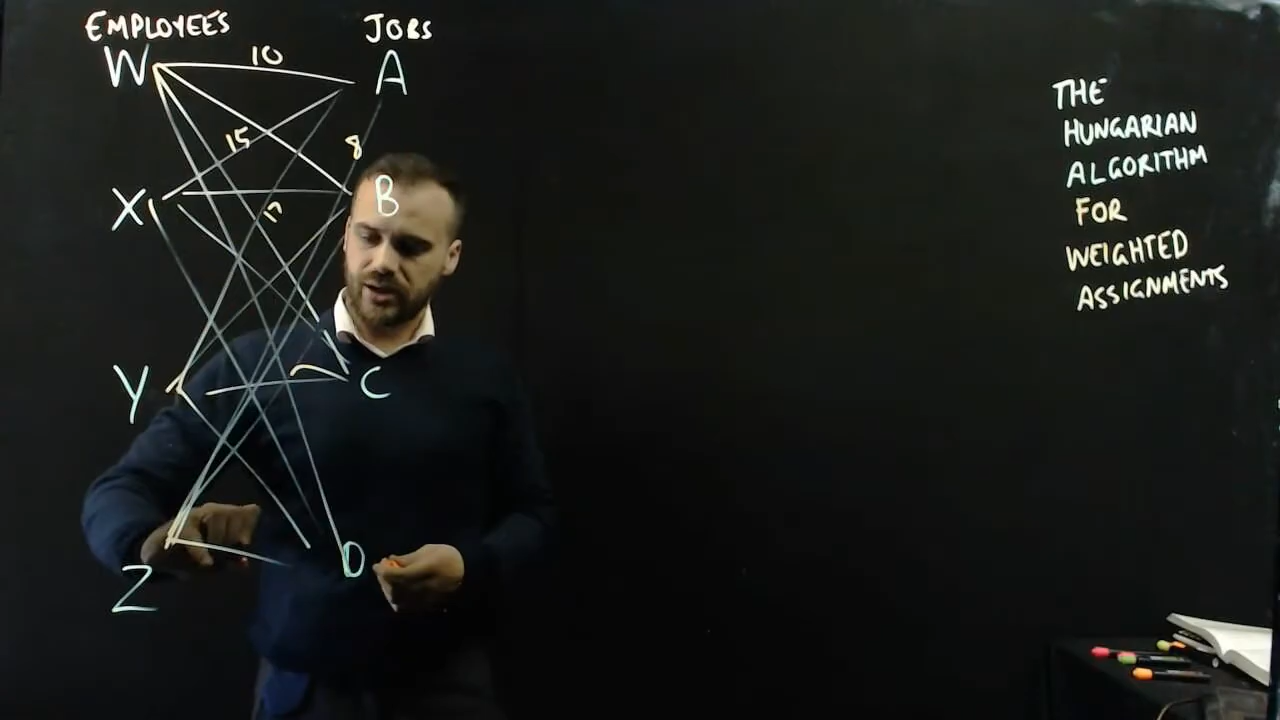 EMPLOYEES
JOBS
W
10
A
15
8
X
B
Y
C
Z
D
THE
HUNGARIAN
ALGORITHM
FOR
WEIGHTED
ASSIGNMENTS